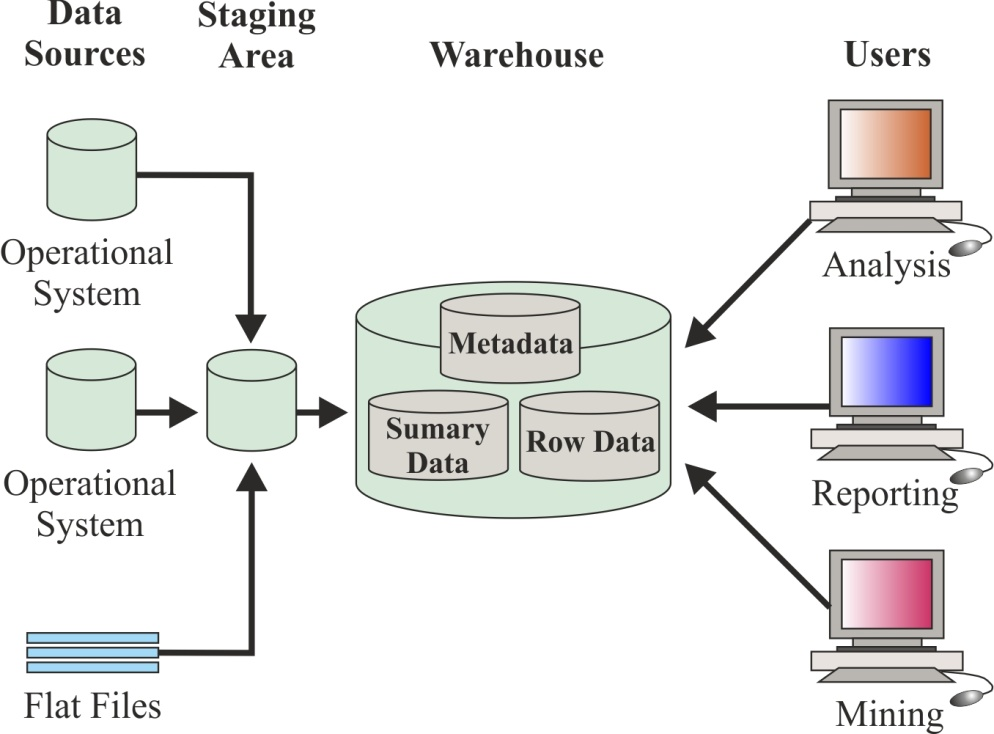 Data
Sources
Staging
Area
Warehouse
Users
Operational
System
Operational
System
Flat Files
Metadata
Sumary
Data
Row Data
Analysis
Reporting
Mining